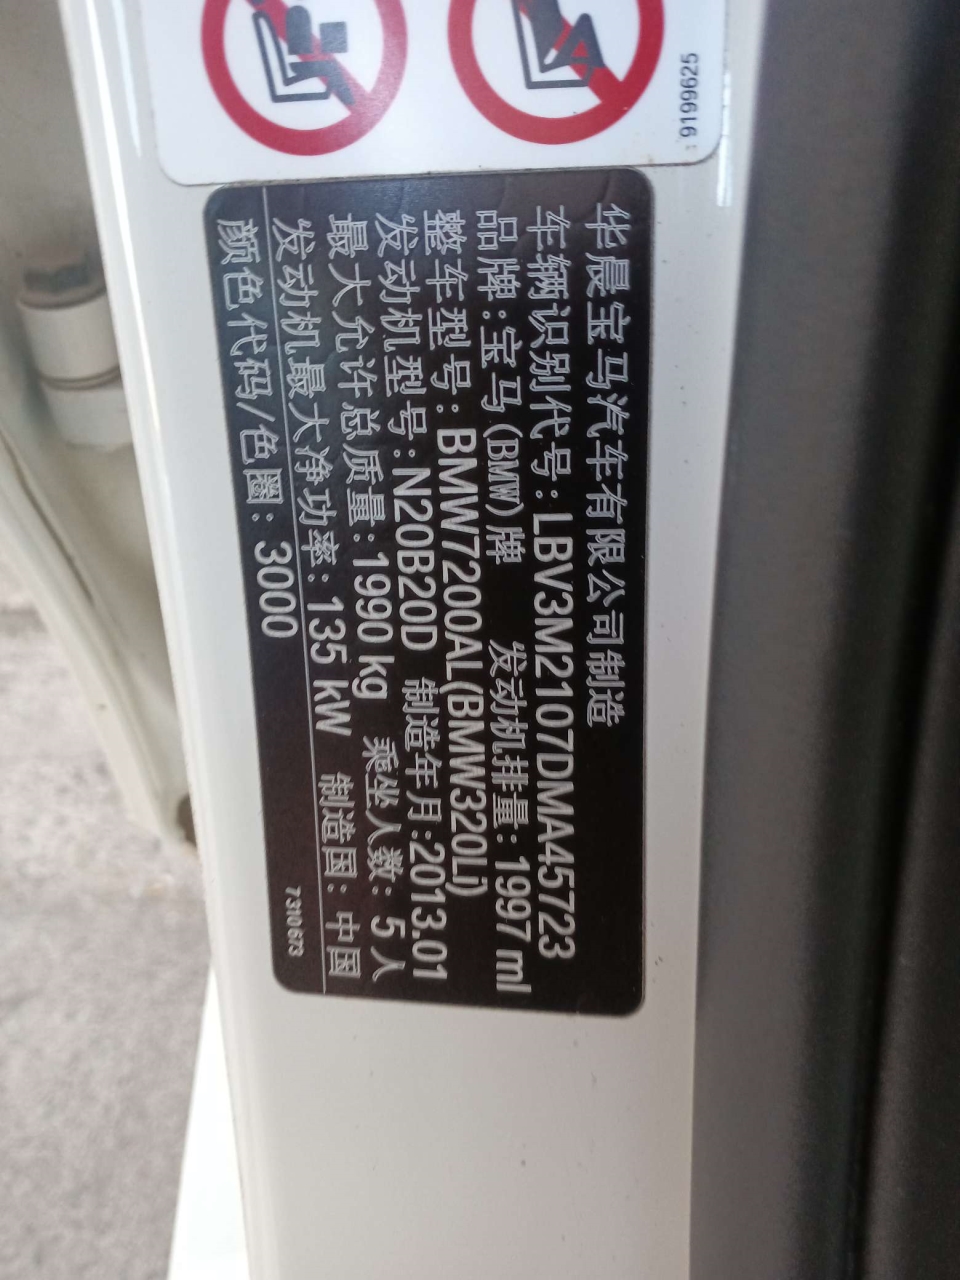 9199625
华晨宝马汽车有限公司制造
车辆识别代号:LBV3M2107DMA45723
品牌:宝马(BMW)牌 发动机排量:1997 ml
整车型号:BMW7200AL(BMW320Li)
发动机型号:N20B20D 制造年月:2013.01
最大允许总质量:1990 kg 乘坐人数:5人
发动机最大净功率:135 kW 制造国:中国
颜色代码/色圈:3000
7310673